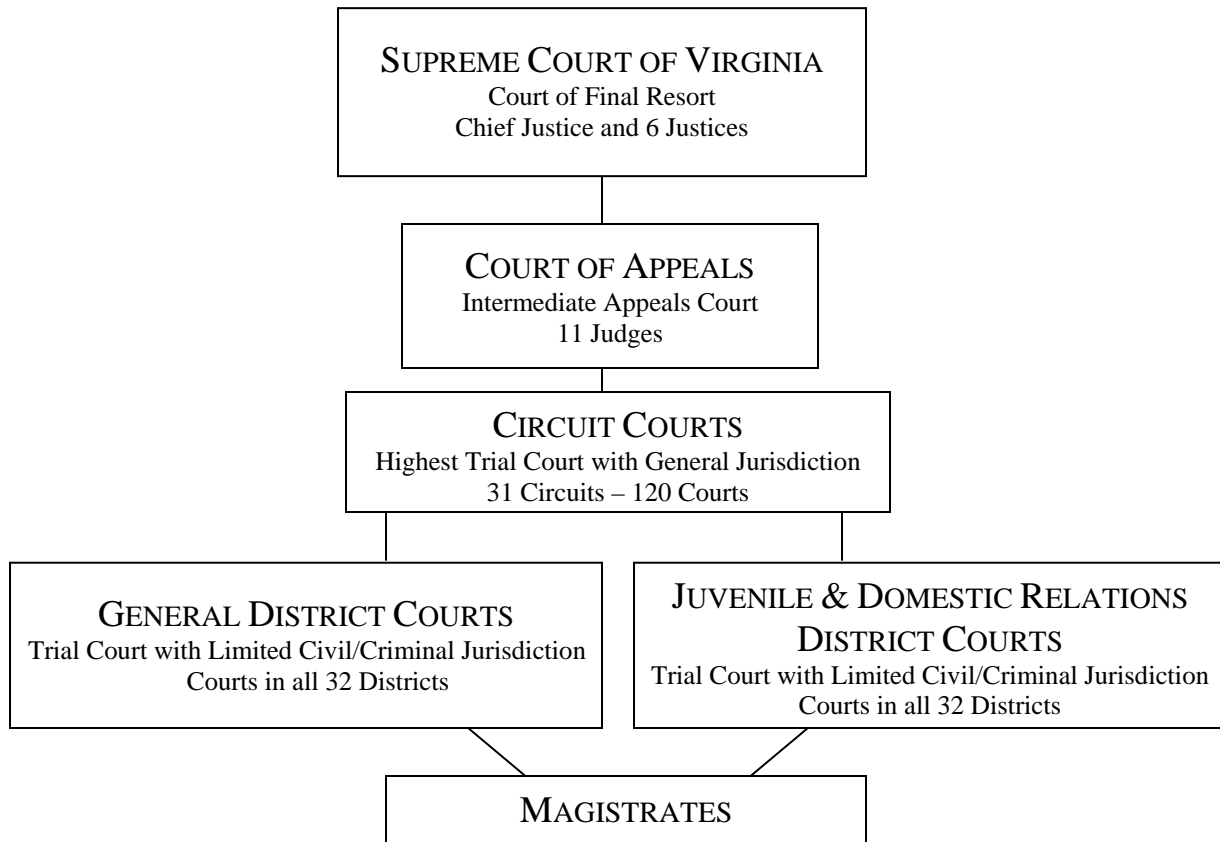 SUPREME COURT OF VIRGINIA
Court of Final Resort
Chief Justice and 6 Justices
COURT OF APPEALS
Intermediate Appeals Court
11 Judges
CIRCUIT COURTS
Highest Trial Court with General Jurisdiction
31 Circuits – 120 Courts
GENERAL DISTRICT COURTS
Trial Court with Limited Civil/Criminal Jurisdiction
Courts in all 32 Districts
JUVENILE & DOMESTIC RELATIONS
DISTRICT COURTS
Trial Court with Limited Civil/Criminal Jurisdiction
Courts in all 32 Districts
MAGISTRATES